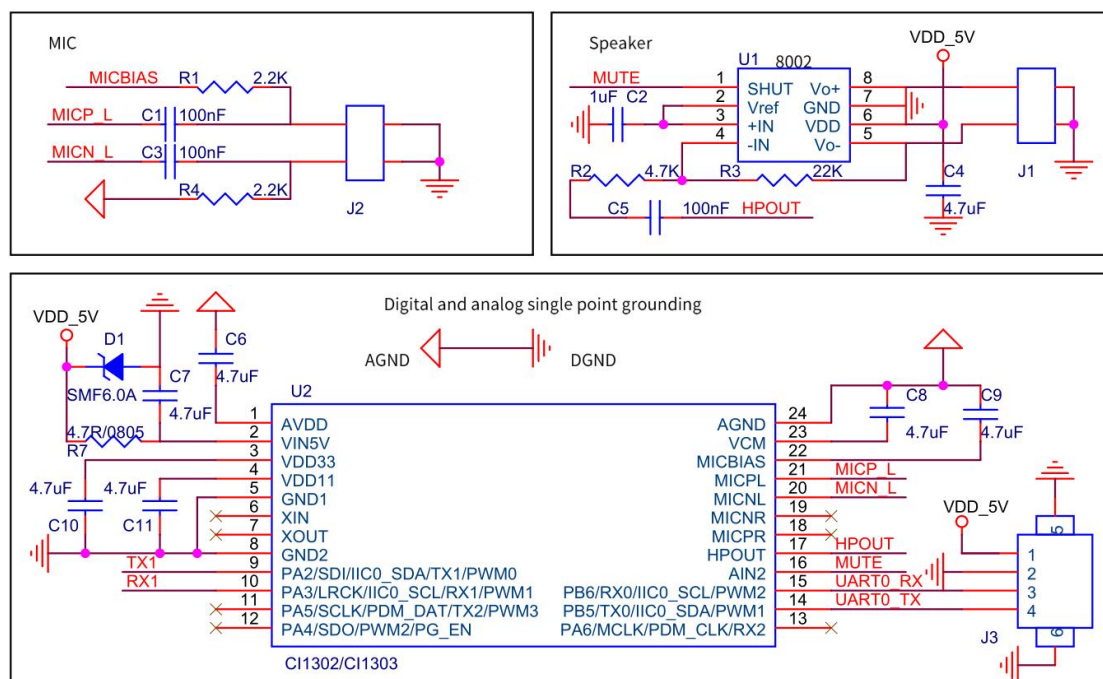 MIC
MICBIAS R1 2.2K
MICP_L C1 100nF
MICN_L C3 100nF
R4 2.2K
J2
Speaker
VDD_5V
U1 8002
MUTE 1 SHUT Vo+ 8
1uF C2 2 Vref GND 7
3 +IN VDD 6
4 -IN Vo- 5
R2 4.7K R3 22K C4 J1
C5 100nF HPOUT 4.7uF
Digital and analog single point grounding
VDD_5V
D1 C6
AGND DGND
C7 4.7uF
SMF6.0A
4.7uF
U2
C8 C9
4.7uF 4.7uF
4.7R/0805
R7
1 AVDD AGND 24
2 VIN5V VCM 23
3 VDD33 MICBIAS 22
4 VDD11 MICPL 21 MICP_L
4.7uF 4.7uF
5 GND1 MICNL 20 MICN_L
6 XIN MICNR 19
C10 C11
7 XOUT MICPR 18
8 GND2 HPOUT 17 HPOUT
TX1 9 PA2/SDI/IIC0_SDA/TX1/PWM0 AIN2 16 MUTE
RX1 10 PA3/LRCK/IIC0_SCL/RX1/PWM1 PB6/RX0/IIC0_SCL/PWM2 15 UART0_RX
11 PA5/SCLK/PDM_DAT/TX2/PWM3 PB5/TX0/IIC0_SDA/PWM1 14 UART0_TX
12 PA4/SDO/PWM2/PG_EN PA6/MCLK/PDM_CLK/RX2 13
CI1302/CI1303
VDD_5V
5
1
2
3
4
6
J3